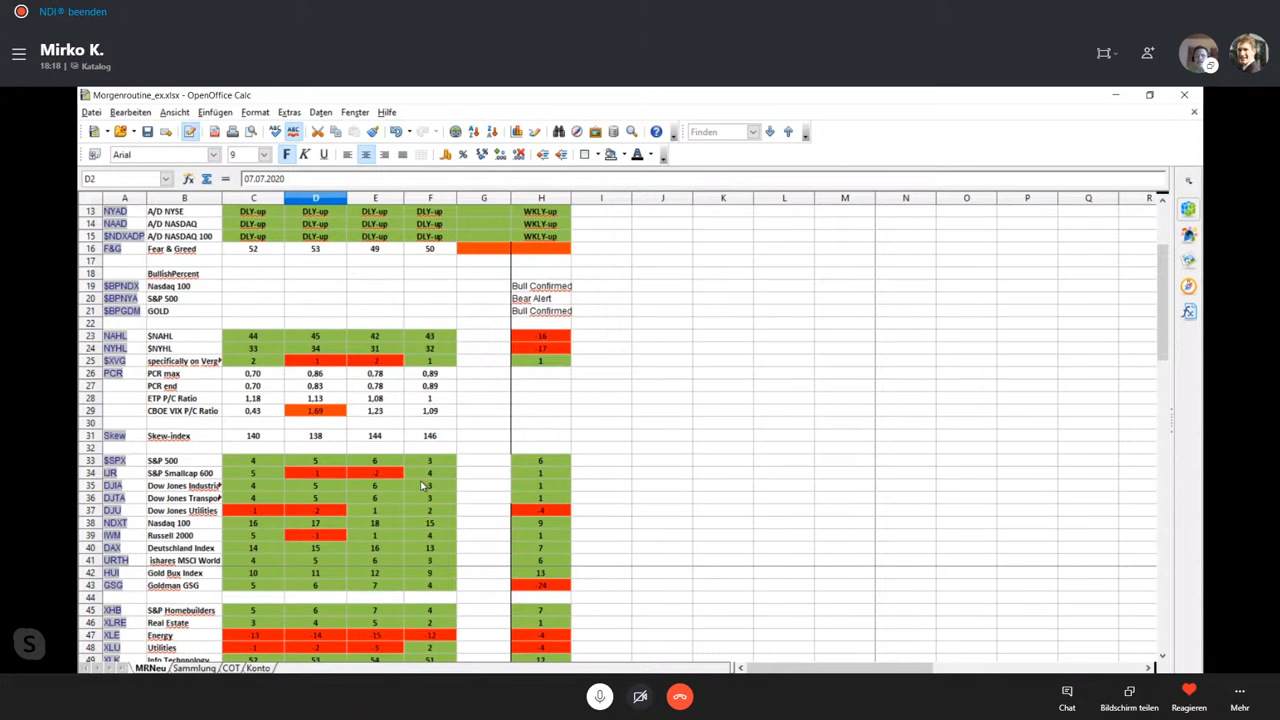 NDI® beenden
Mirko K.
18:18 | Katalog
Morgenroutine_ex.xlsx - OpenOffice Calc
Datei Bearbeiten Ansicht Einfügen Format Extras Daten Fenster Hilfe
Finden
Arial 9 F K U
D2 07.07.2020
A B C D E F G H I J K L M N O P Q R
13 NYAD A/D NYSE DLY-up DLY-up DLY-up DLY-up WKLY-up
14 NAAD A/D NASDAQ DLY-up DLY-up DLY-up DLY-up WKLY-up
15 $NDXADP A/D NASDAQ 100 DLY-up DLY-up DLY-up DLY-up WKLY-up
16 F&G Fear & Greed 52 53 49 50
17
18 BullishPercent
19 $BPNDX Nasdaq 100 Bull Confirmed
20 $BPNYA S&P 500 Bear Alert
21 $BPGDM GOLD Bull Confirmed
22
23 NAHL $NAHL 44 45 42 43 16
24 NYHL $NYHL 33 34 31 32 -17
25 $XVG specifically on Verg 2 1 2 1 1
26 PCR PCR max 0,70 0,86 0,78 0,89
27 PCR end 0,70 0,83 0,78 0,89
28 ETP P/C Ratio 1,18 1,13 1,08 1
29 CBOE VIX P/C Ratio 0,43 1,69 1,23 1,09
30
31 Skew Skew-index 140 138 144 146
32
33 $SPX S&P 500 4 5 6 3 6
34 IJR S&P Smallcap 600 5 -1 -2 4 1
35 DJIA Dow Jones Industria 4 5 6 3 1
36 DJTA Dow Jones Transpor 4 5 6 3 1
37 DJU Dow Jones Utilities -1 -2 1 2 -4
38 NDXT Nasdaq 100 16 17 18 15 9
39 IWM Russell 2000 5 -1 1 4 1
40 DAX Deutschland Index 14 15 16 13 7
41 URTH ishares MSCI World 4 5 6 3 6
42 HUI Gold Bux Index 10 11 12 9 13
43 GSG Goldman GSG 5 6 7 4 -24
44
45 XHB S&P Homebuilders 5 6 7 4 7
46 XLRE Real Estate 3 4 5 2 1
47 XLE Energy -13 -14 -15 -12 -4
48 XLU Utilities -1 -2 -3 2 -4
49 XLK Info Technology 52 53 54 51 12
MRNeu Sammlung COT Konto
Chat Bildschirm teilen Reagieren Mehr